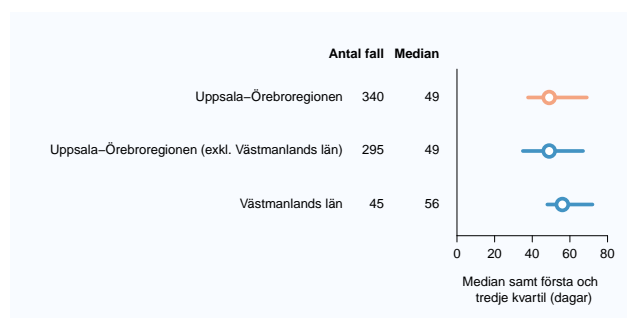 Antal fall Median
Uppsala−Örebroregionen 340 49
Uppsala−Örebroregionen (exkl. Västmanlands län) 295 49
Västmanlands län 45 56
0 20 40 60 80
Median samt första och
tredje kvartil (dagar)